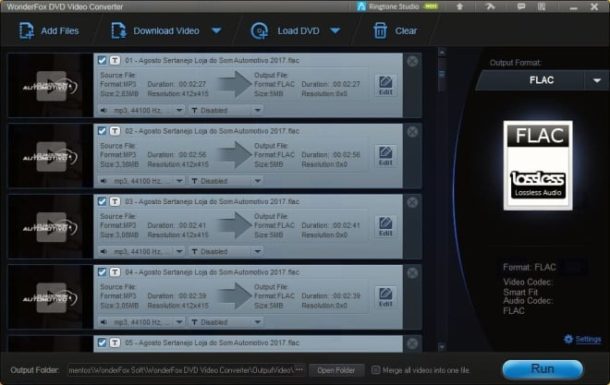 WonderFox DVD Video Converter
Ringtone Studio
Add Files
Download Video
Load DVD
Clear
Output Format:
FLAC
FLAC
lossless
Lossless Audio
Format: FLAC
Video Codec:
Smart Fit
Audio Codec:
FLAC
Settings
01 - Agosto Sertanejo Loja do Som Automotivo 2017.flac
Source File: Output File:
Format:MP3 Duration: 00:02:27 Format:FLAC Duration: 00:02:27
Size:2,83MB Resolution:412x415 Size:5MB Resolution:0x0
Edit
mp3, 44100 Hz, T Disabled
02 - Agosto Sertanejo Loja do Som Automotivo 2017.flac
Source File: Output File:
Format:MP3 Duration: 00:02:56 Format:FLAC Duration: 00:02:56
Size:3,38MB Resolution:412x415 Size:5MB Resolution:0x0
Edit
mp3, 44100 Hz, T Disabled
03 - Agosto Sertanejo Loja do Som Automotivo 2017.flac
Source File: Output File:
Format:MP3 Duration: 00:02:41 Format:FLAC Duration: 00:02:41
Size:3,08MB Resolution:412x415 Size:5MB Resolution:0x0
Edit
mp3, 44100 Hz, T Disabled
04 - Agosto Sertanejo Loja do Som Automotivo 2017.flac
Source File: Output File:
Format:MP3 Duration: 00:02:39 Format:FLAC Duration: 00:02:39
Size:3,05MB Resolution:412x415 Size:5MB Resolution:0x0
Edit
mp3, 44100 Hz, T Disabled
05 - Agosto Sertanejo Loja do Som Automotivo 2017.flac
Output Folder: mentos\WonderFox Soft\WonderFox DVD Video Converter\OutputVideo\ ··· Open Folder Merge all videos into one file. Run